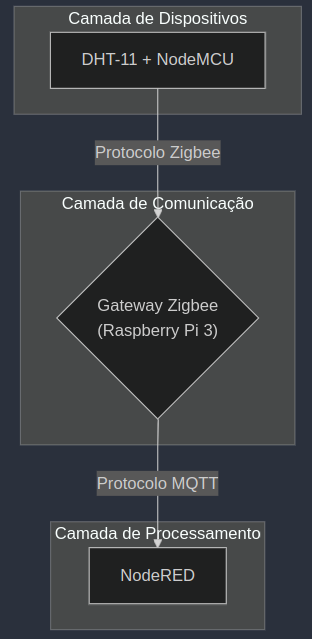 Camada de Dispositivos
DHT-11 + NodeMCU
Protocolo Zigbee
Camada de Comunicação
Gateway Zigbee
(Raspberry Pi 3)
Protocolo MQTT
Camada de Processamento
NodeRED